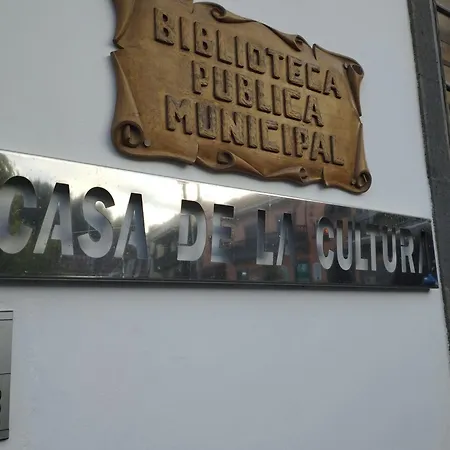 BIBLIOTECA
PUBLICA
MUNICIPAL
CASA DE LA CULTURA